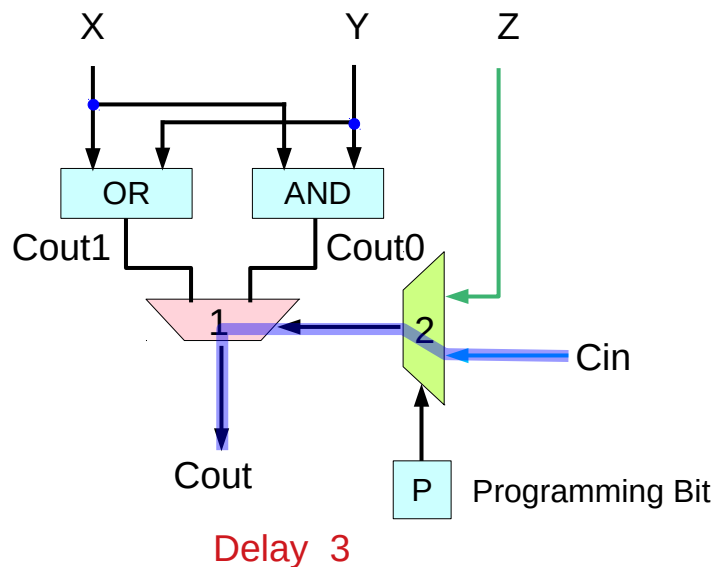 X Y Z
OR AND
Cout1 Cout0
1 2
Cin
Cout
P Programming Bit
Delay 3